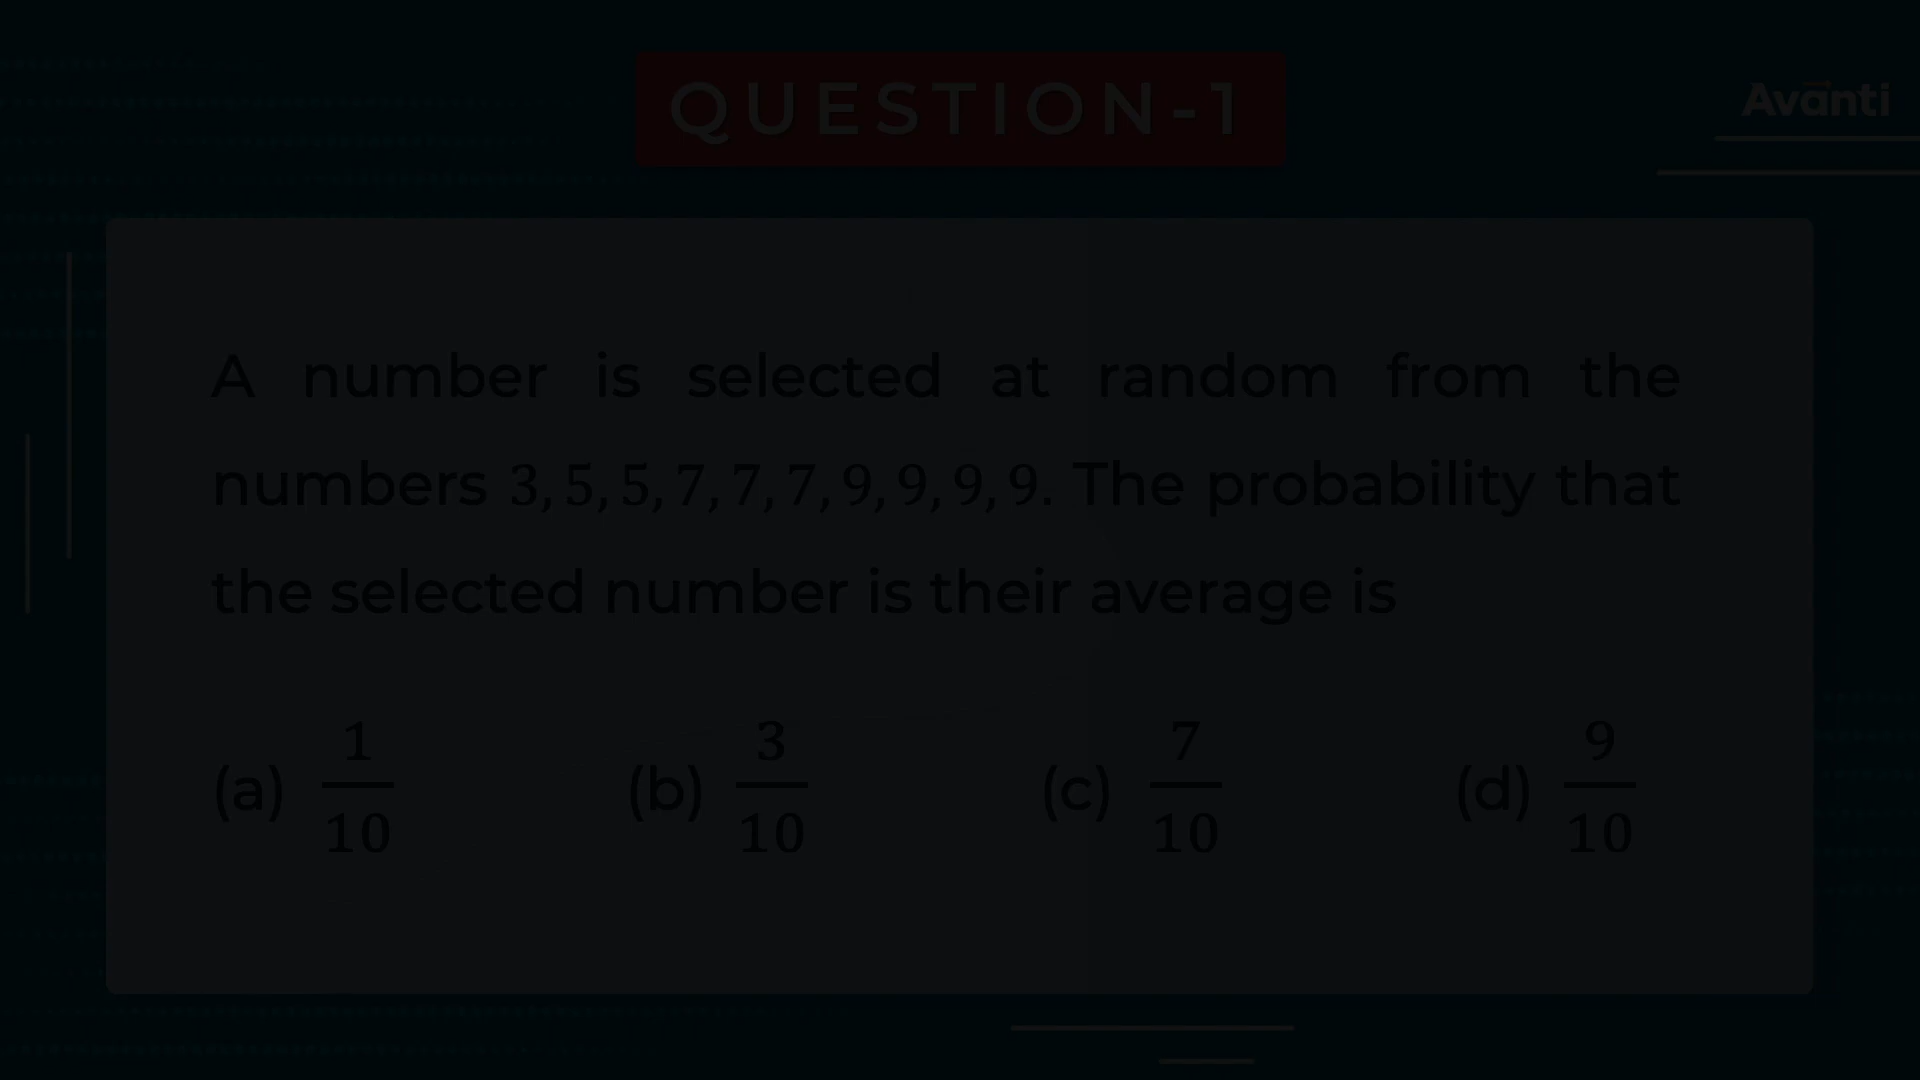 QUESTION-1
Avanti
A number is selected at random from the
numbers 3, 5, 5, 7, 7, 7, 9, 9, 9, 9. The probability that
the selected number is their average is
(a) 1/10 (b) 3/10 (c) 7/10 (d) 9/10